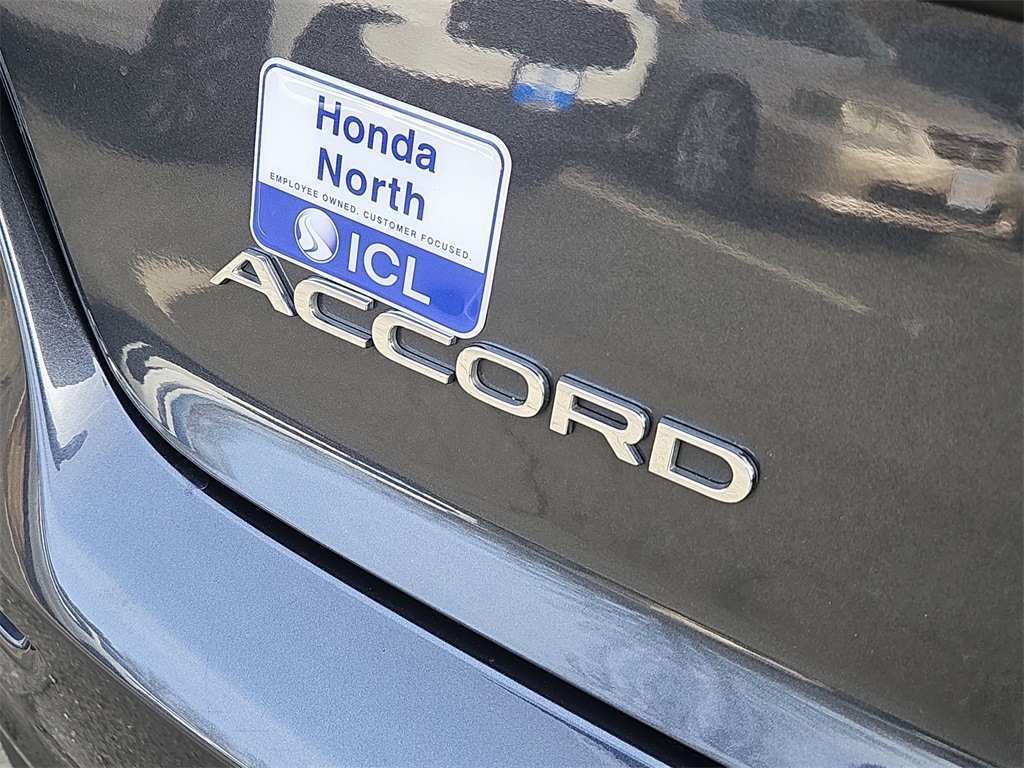 Honda
North
EMPLOYEE OWNED. CUSTOMER FOCUSED.
ICL
ACCORD